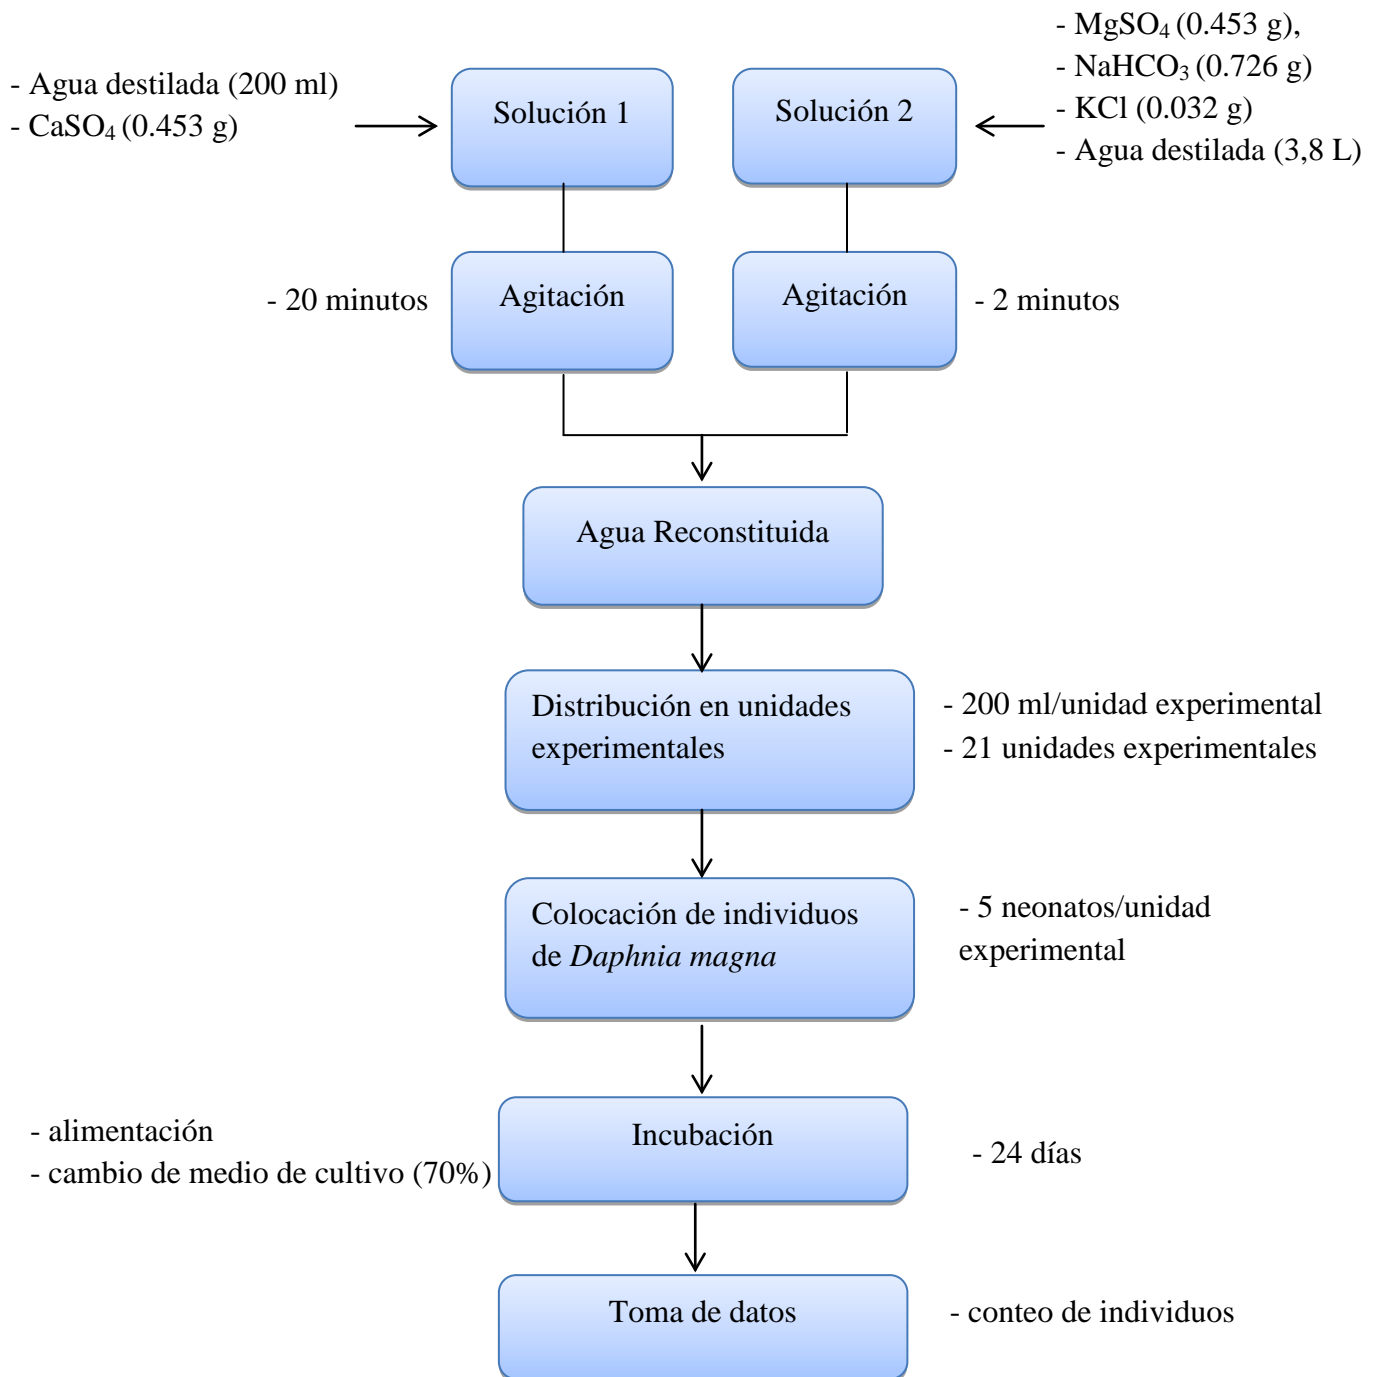 - Agua destilada (200 ml)
- CaSO₄ (0.453 g)
Solución 1
Solución 2
- MgSO₄ (0.453 g),
- NaHCO₃ (0.726 g)
- KCl (0.032 g)
- Agua destilada (3,8 L)
- 20 minutos
Agitación
Agitación
- 2 minutos
Agua Reconstituida
Distribución en unidades
experimentales
- 200 ml/unidad experimental
- 21 unidades experimentales
Colocación de individuos
de Daphnia magna
- 5 neonatos/unidad
experimental
- alimentación
- cambio de medio de cultivo (70%)
Incubación
- 24 días
Toma de datos
- conteo de individuos